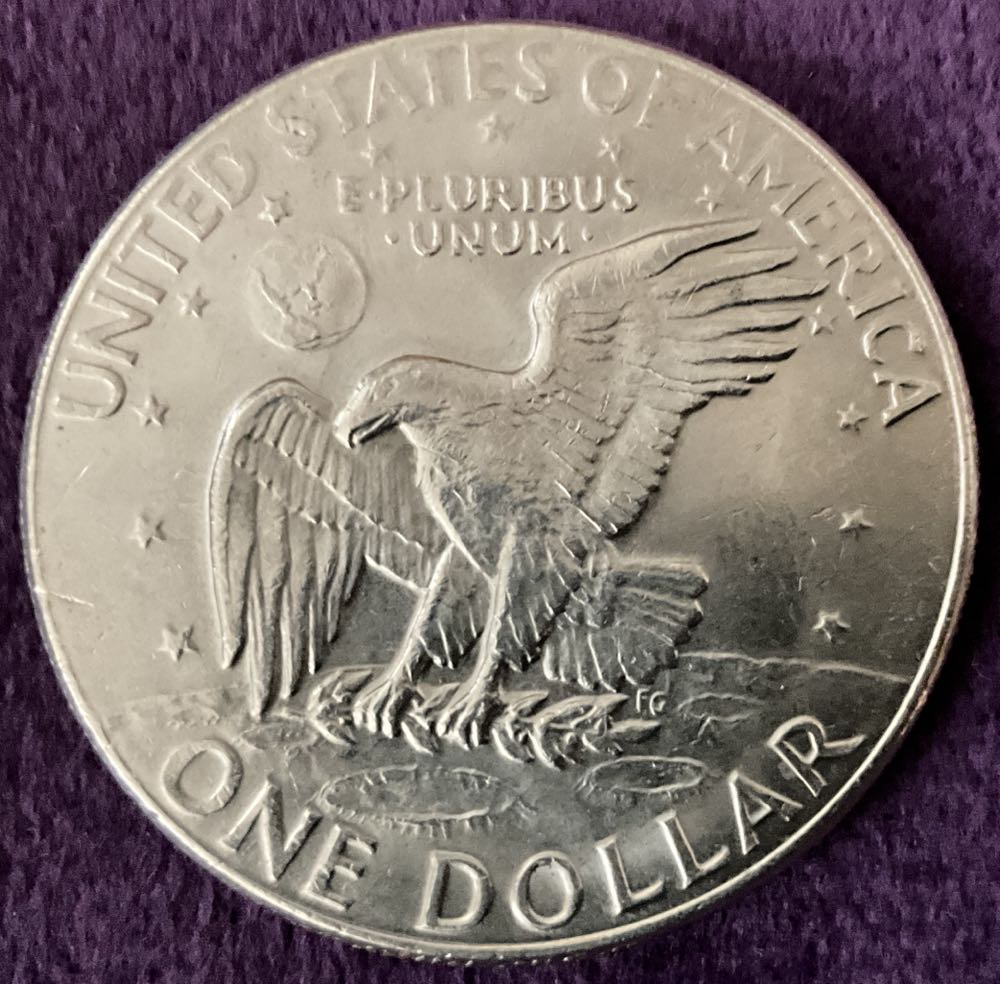 UNITED STATES OF AMERICA
E·PLURIBUS
·UNUM·
FG
ONE DOLLAR